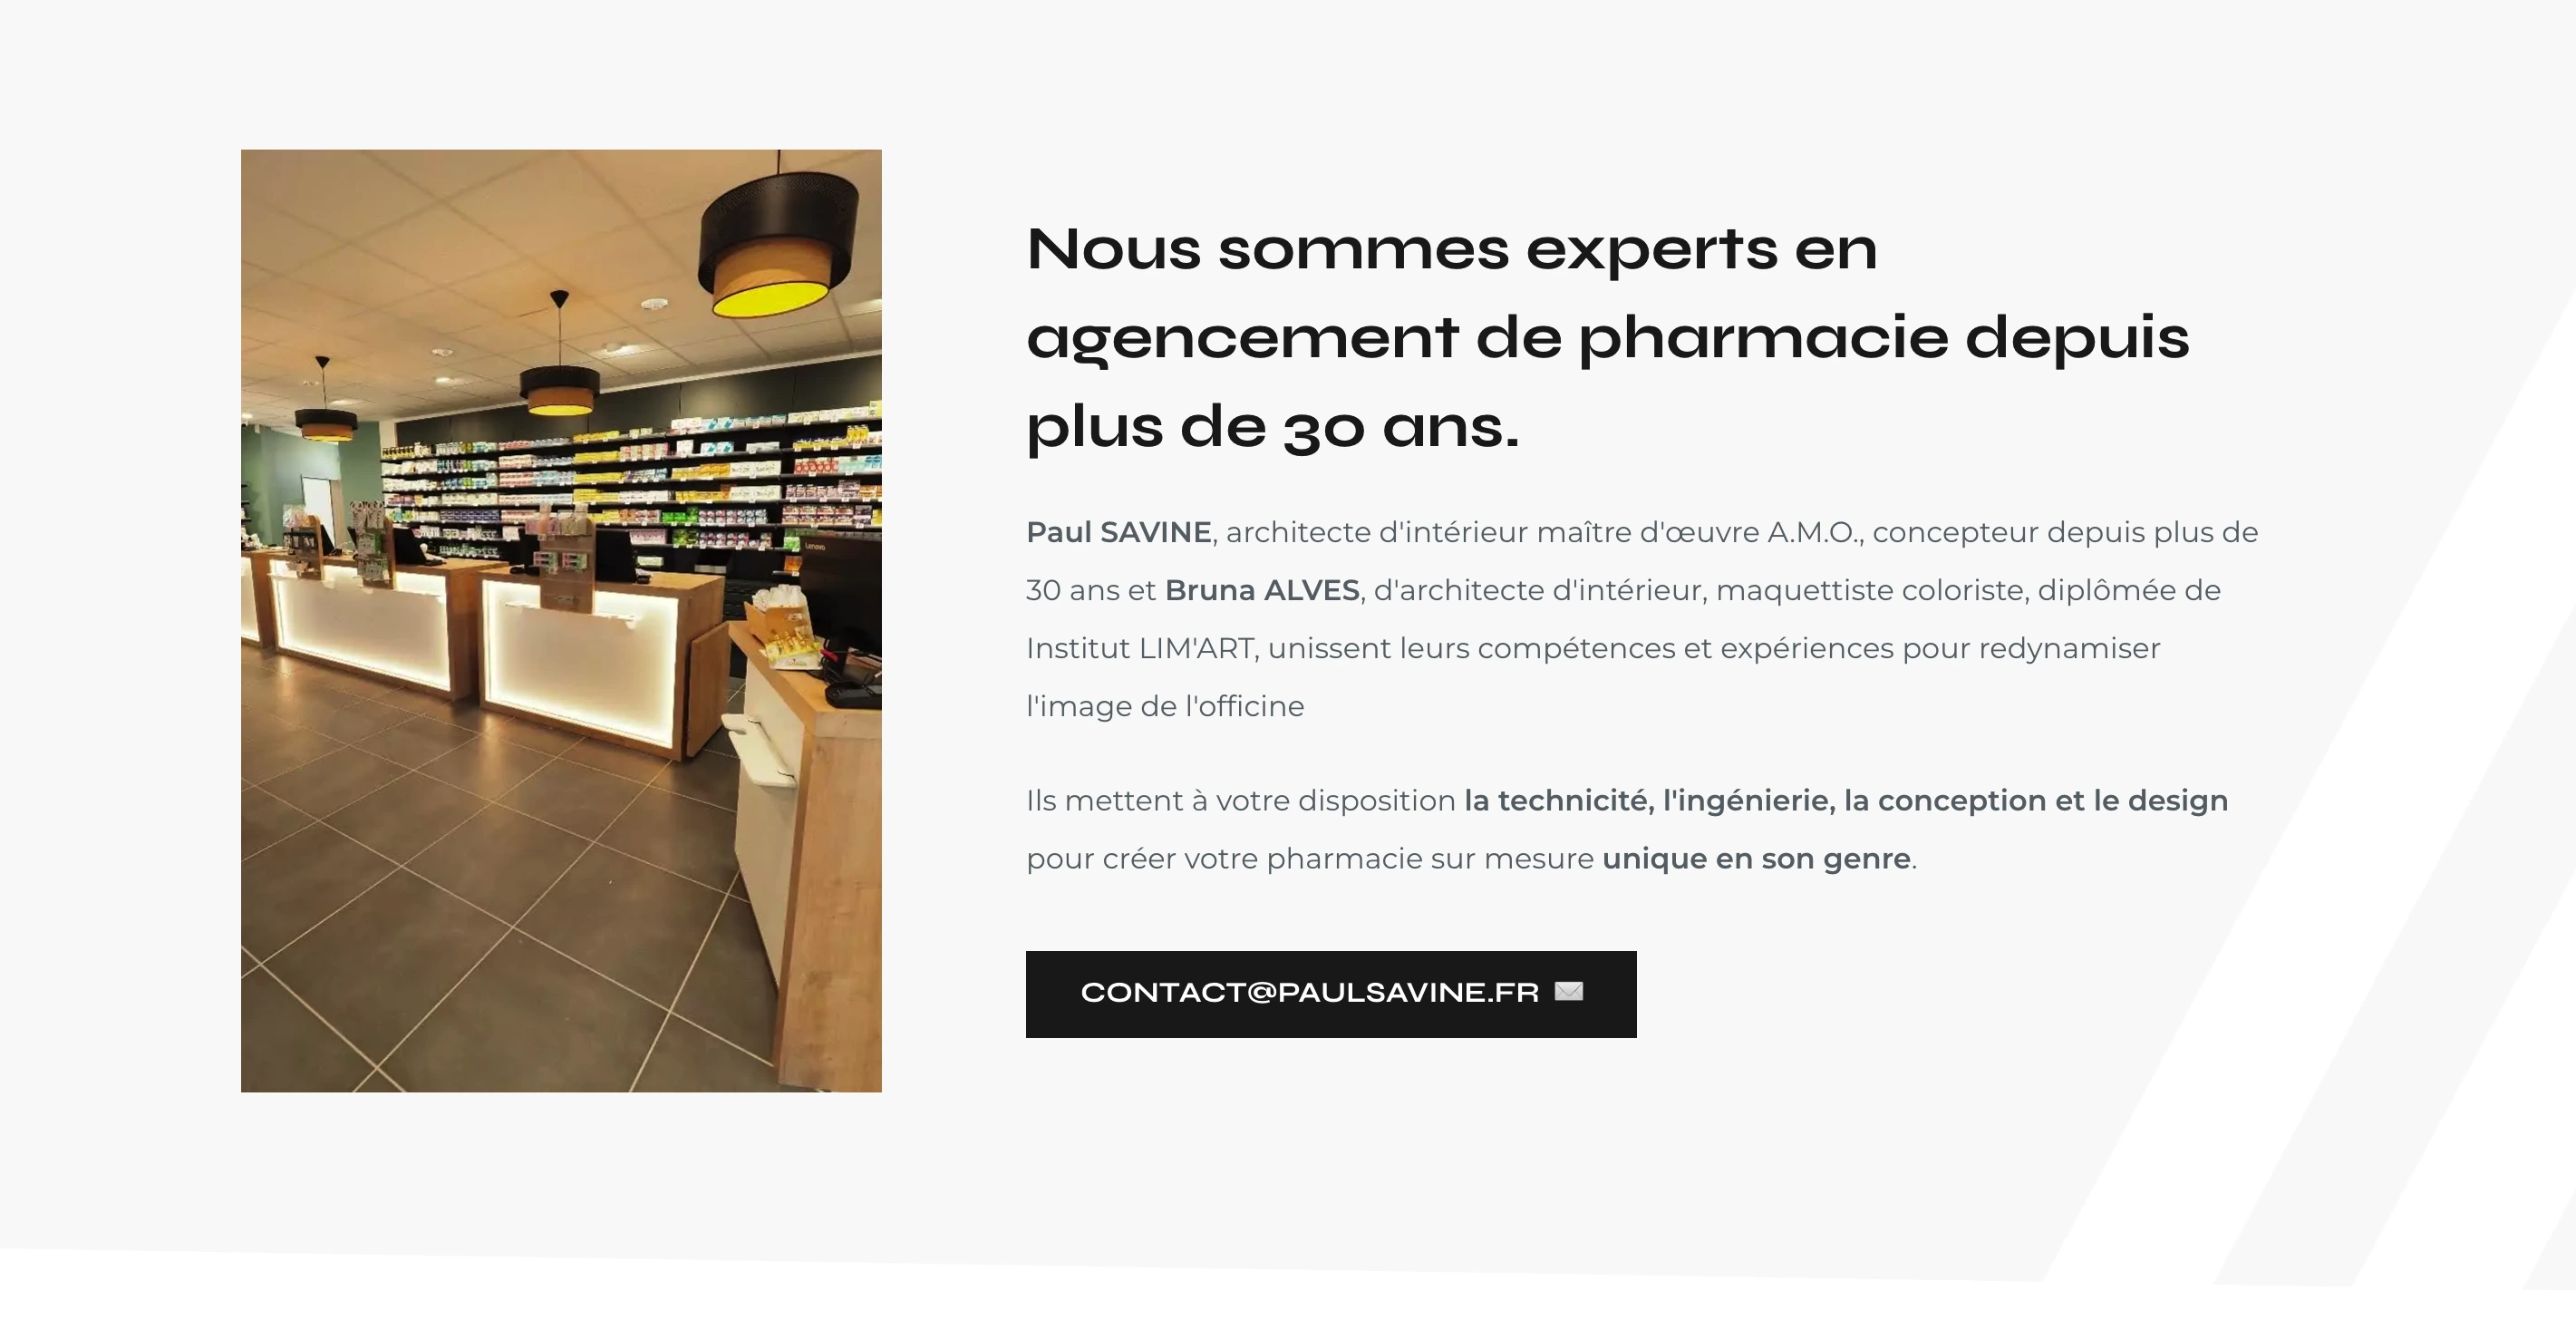 Nous sommes experts en
agencement de pharmacie depuis
plus de 30 ans.
Paul SAVINE, architecte d'intérieur maître d'œuvre A.M.O., concepteur depuis plus de
30 ans et Bruna ALVES, d'architecte d'intérieur, maquettiste coloriste, diplômée de
Institut LIM'ART, unissent leurs compétences et expériences pour redynamiser
l'image de l'officine
Ils mettent à votre disposition la technicité, l'ingénierie, la conception et le design
pour créer votre pharmacie sur mesure unique en son genre.
CONTACT@PAULSAVINE.FR
Lenovo